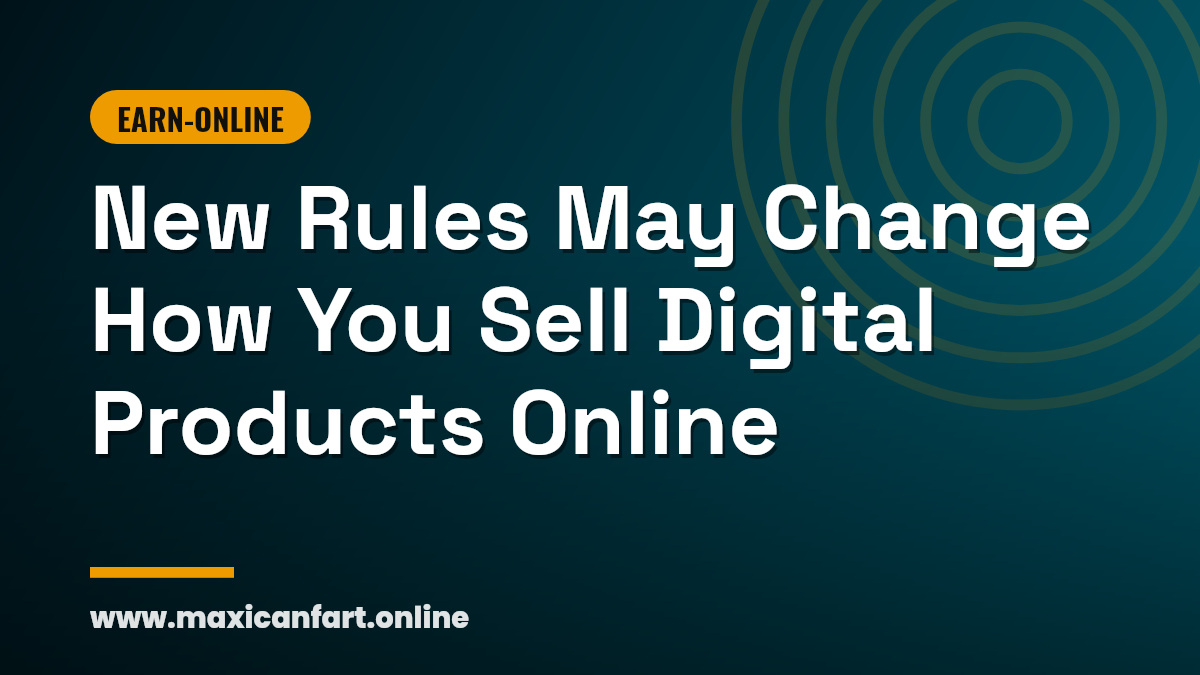 EARN-ONLINE
New Rules May Change
How You Sell Digital
Products Online
www.maxicanfart.online